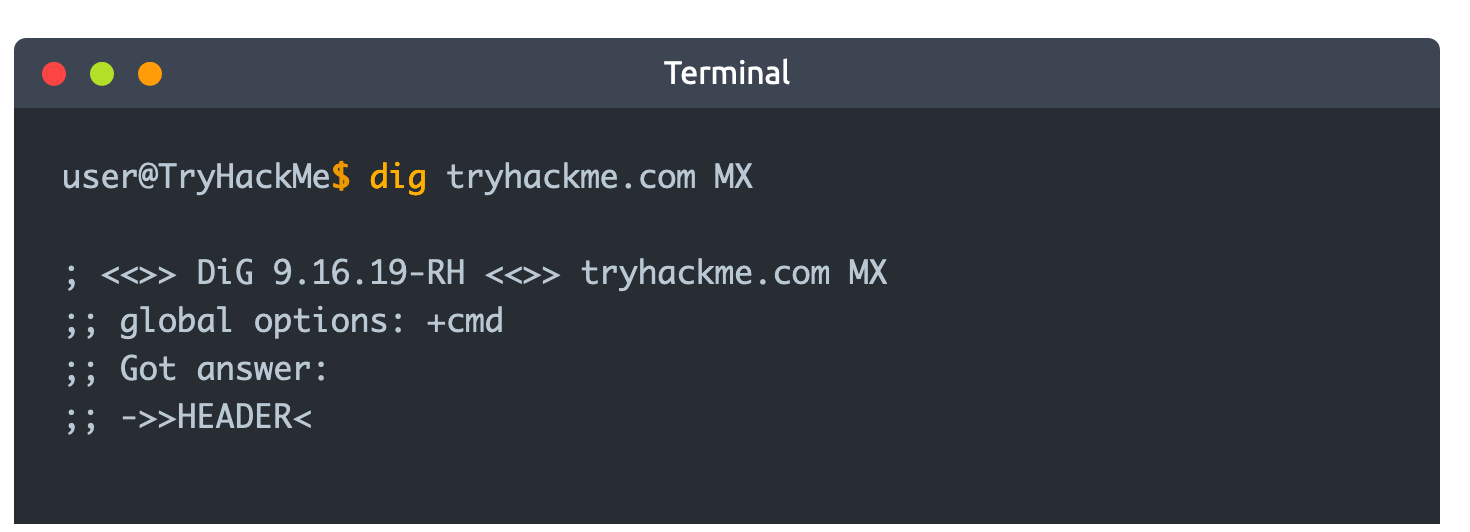 Terminal
user@TryHackMe$ dig tryhackme.com MX
; <<>> DiG 9.16.19-RH <<>> tryhackme.com MX
;; global options: +cmd
;; Got answer:
;; ->>HEADER<